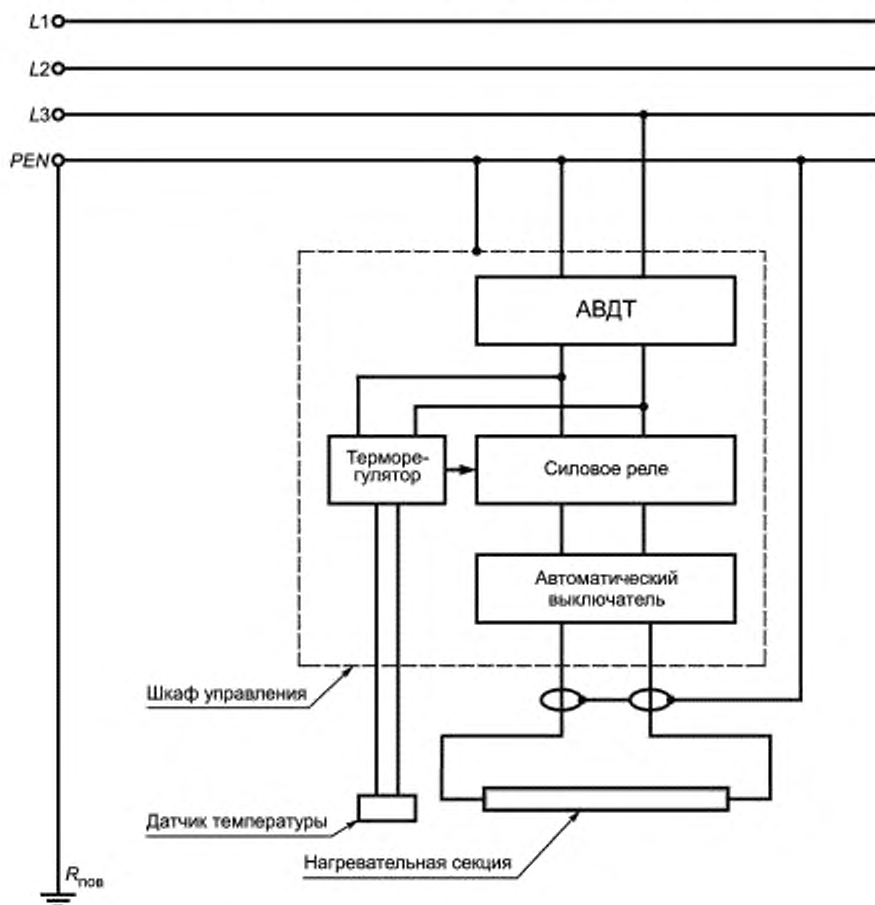 L1
L2
L3
PEN
АВДТ
Терморе-
гулятор
Силовое реле
Автоматический
выключатель
Шкаф управления
Датчик температуры
Нагревательная секция
Rпов